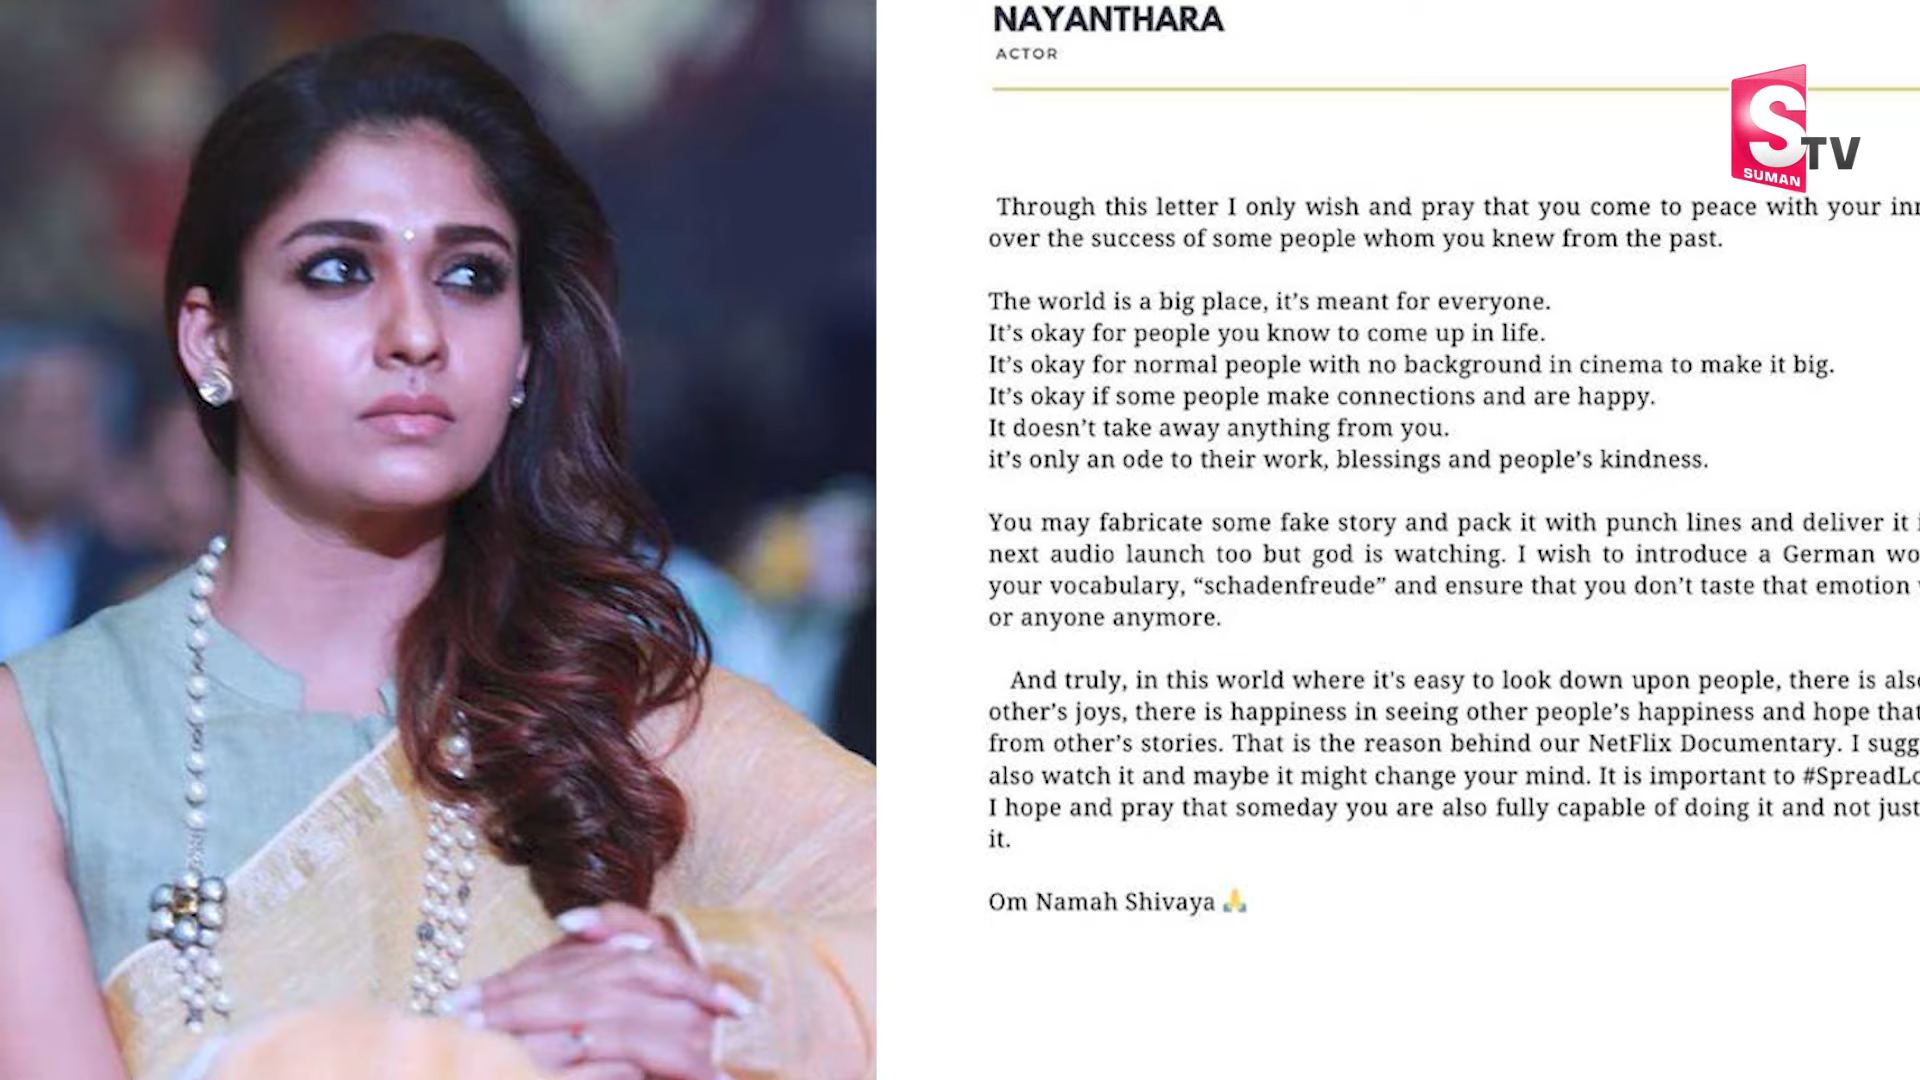 NAYANTHARA
ACTOR
S TV
SUMAN
Through this letter I only wish and pray that you come to peace with your
over the success of some people whom you knew from the past.
The world is a big place, it’s meant for everyone.
It’s okay for people you know to come up in life.
It’s okay for normal people with no background in cinema to make it big.
It’s okay if some people make connections and are happy.
It doesn’t take away anything from you.
it’s only an ode to their work, blessings and people’s kindness.
You may fabricate some fake story and pack it with punch lines and deliver it
next audio launch too but god is watching. I wish to introduce a German
your vocabulary, “schadenfreude” and ensure that you don’t taste that emotion
or anyone anymore.
And truly, in this world where it's easy to look down upon people, there is
other’s joys, there is happiness in seeing other people’s happiness and hope that
from other’s stories. That is the reason behind our NetFlix Documentary. I
also watch it and maybe it might change your mind. It is important to
I hope and pray that someday you are also fully capable of doing it and not just
it.
Om Namah Shivaya 🙏